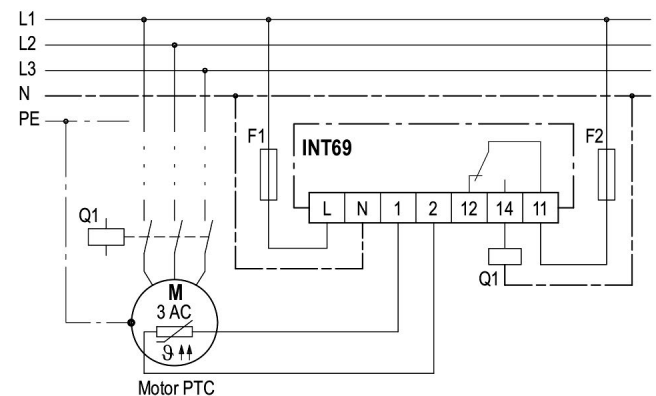 L1
L2
L3
N
PE
F1
INT69
F2
L N 1 2 12 14 11
Q1
Q1
M
3 AC
ϑ
Motor PTC